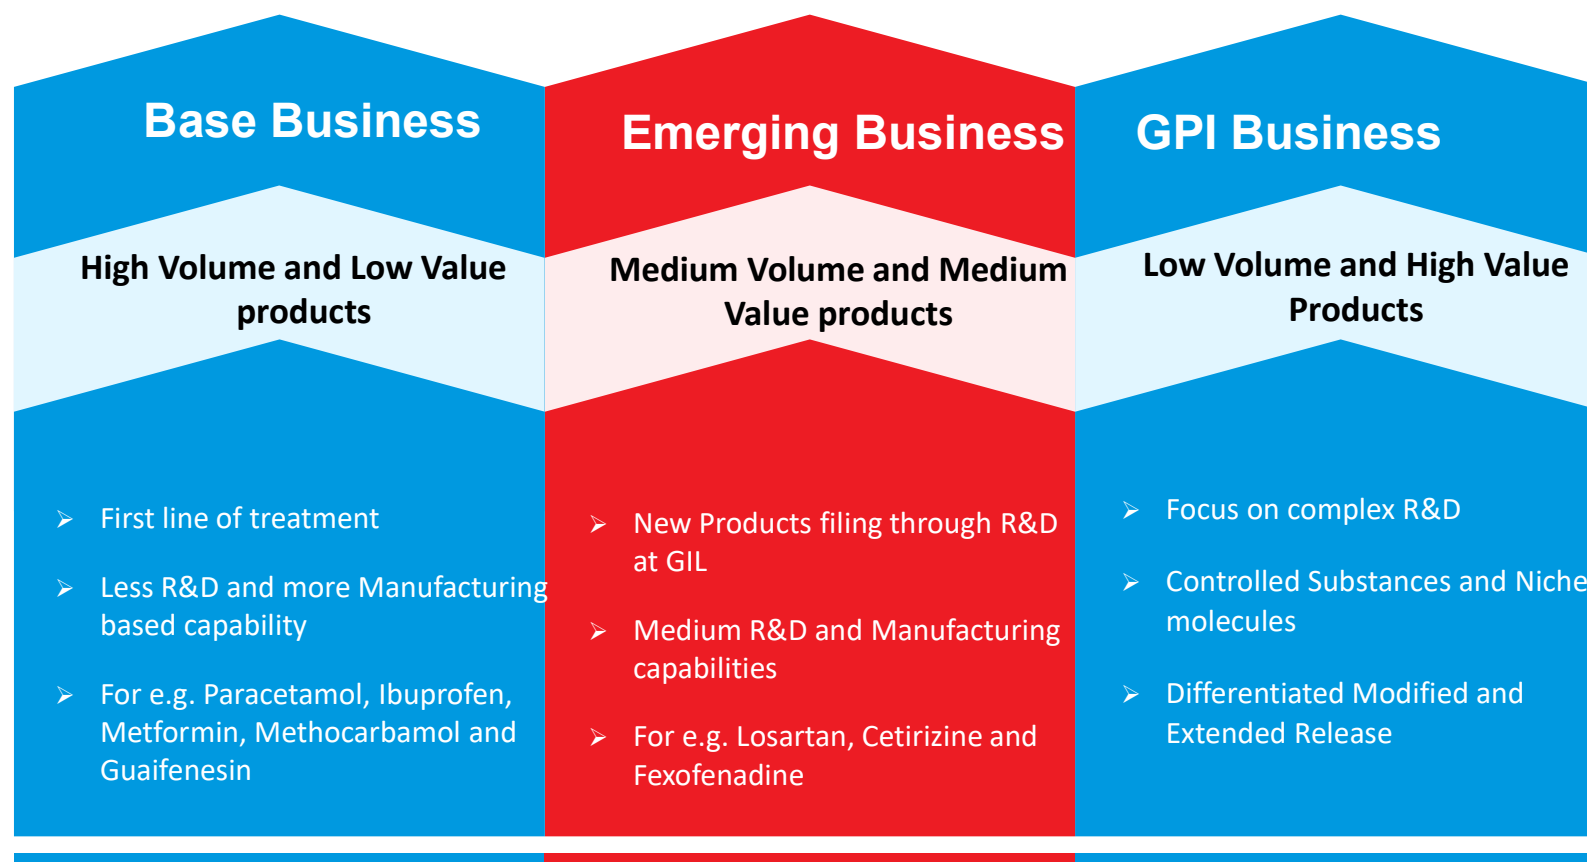 Base Business
High Volume and Low Value
products
➢ First line of treatment
➢ Less R&D and more Manufacturing
based capability
➢ For e.g. Paracetamol, Ibuprofen,
Metformin, Methocarbamol and
Guaifenesin
Emerging Business
Medium Volume and Medium
Value products
➢ New Products filing through R&D
at GIL
➢ Medium R&D and Manufacturing
capabilities
➢ For e.g. Losartan, Cetirizine and
Fexofenadine
GPI Business
Low Volume and High Value
Products
➢ Focus on complex R&D
➢ Controlled Substances and Niche
molecules
➢ Differentiated Modified and
Extended Release